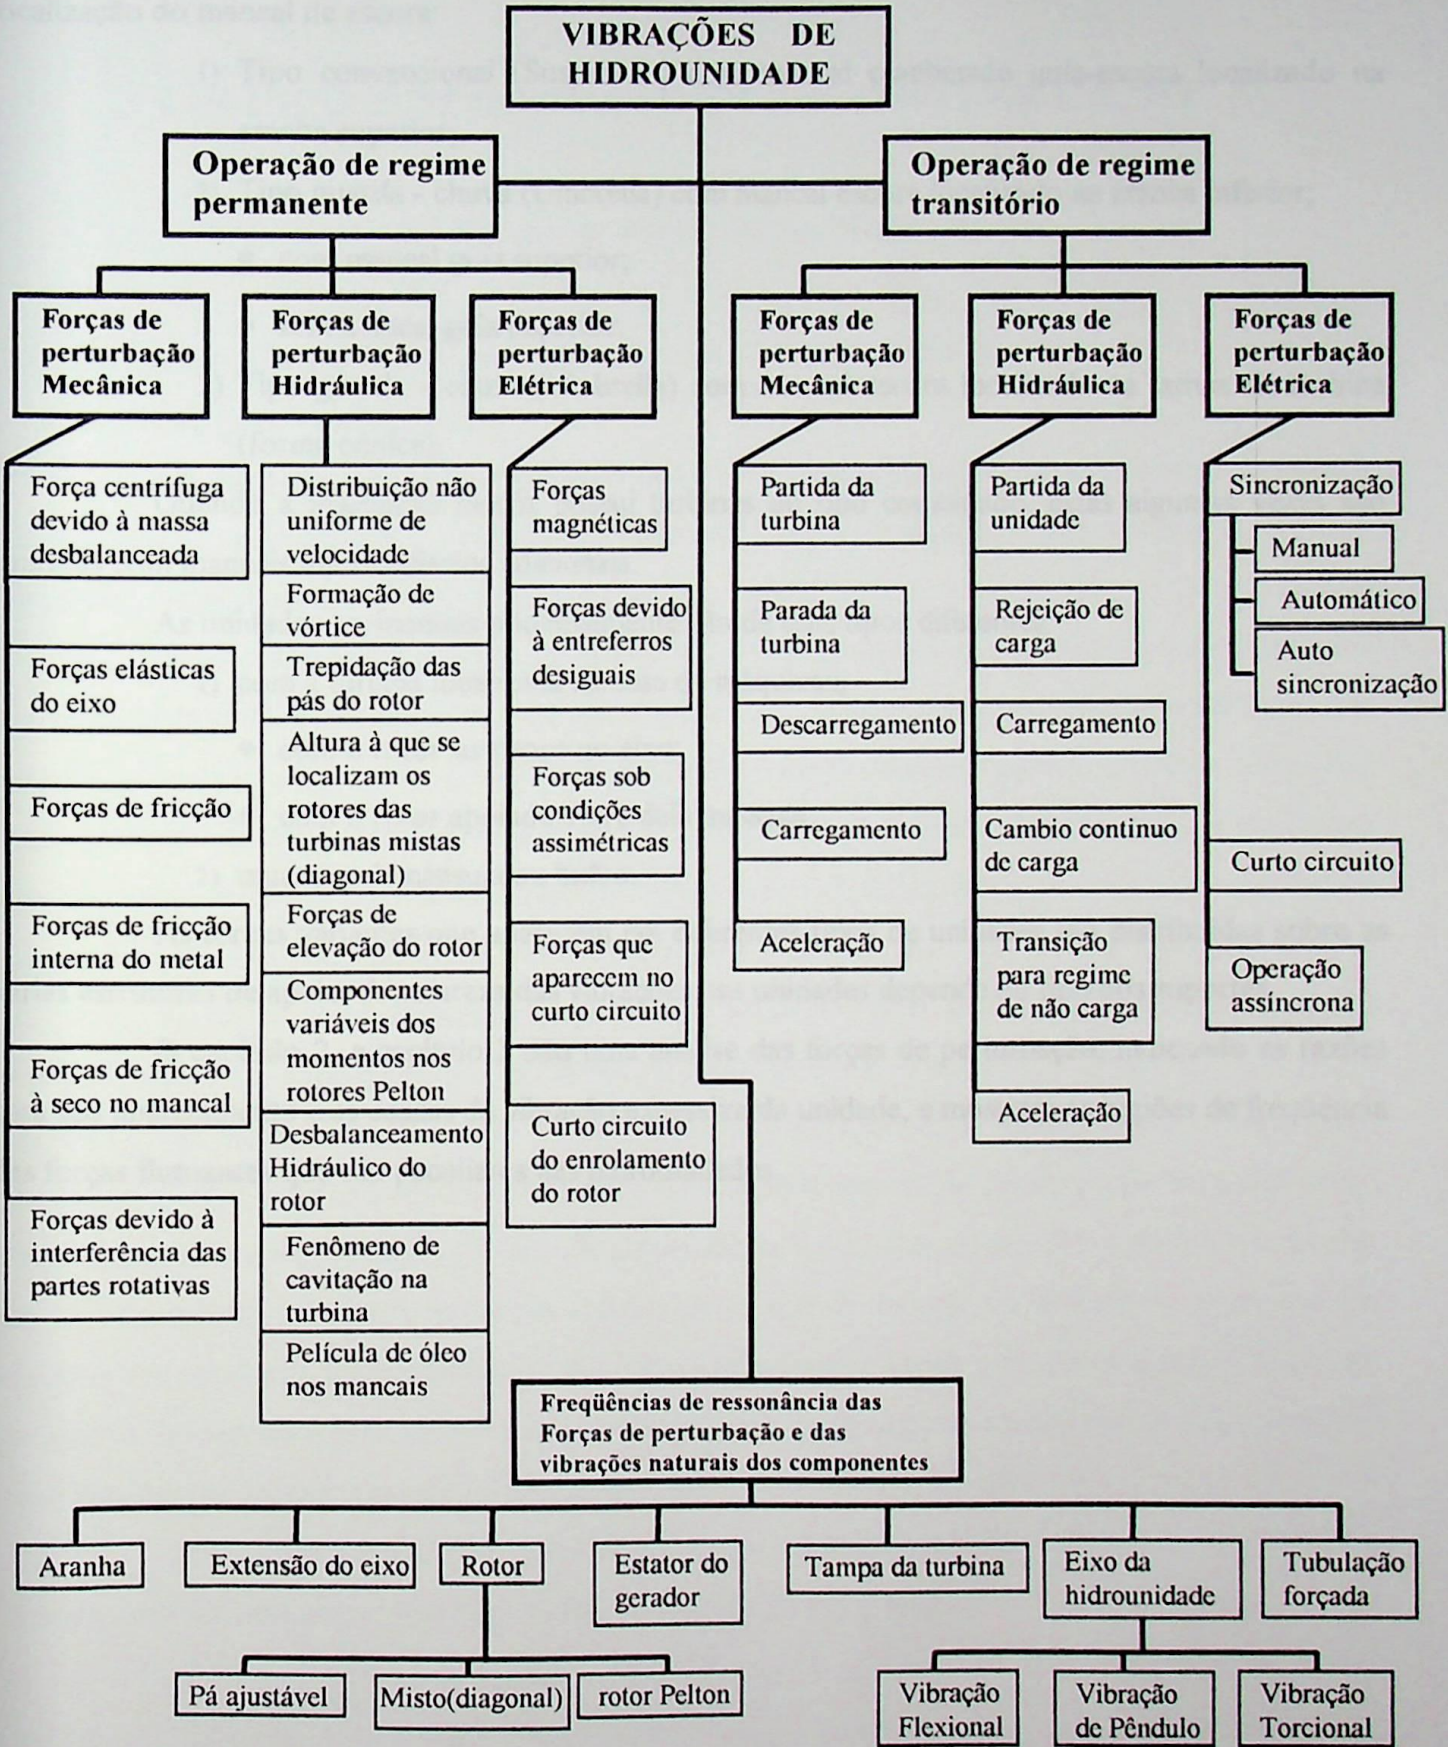 VIBRAÇÕES DE
HIDROUNIDADE
Operação de regime
permanente
Operação de regime
transitório
Forças de
perturbação
Mecânica
Forças de
perturbação
Hidráulica
Forças de
perturbação
Elétrica
Forças de
perturbação
Mecânica
Forças de
perturbação
Hidráulica
Forças de
perturbação
Elétrica
Força centrífuga
devido à massa
desbalanceada
Forças elásticas
do eixo
Forças de fricção
Forças de fricção
interna do metal
Forças de fricção
à seco no mancal
Forças devido à
interferência das
partes rotativas
Distribuição não
uniforme de
velocidade
Formação de
vórtice
Trepidação das
pás do rotor
Altura à que se
localizam os
rotores das
turbinas mistas
(diagonal)
Forças de
elevação do rotor
Componentes
variáveis dos
momentos nos
rotores Pelton
Desbalanceamento
Hidráulico do
rotor
Fenômeno de
cavitação na
turbina
Película de óleo
nos mancais
Forças
magnéticas
Forças devido
à entreferros
desiguais
Forças sob
condições
assimétricas
Forças que
aparecem no
curto circuito
Curto circuito
do enrolamento
do rotor
Partida da
turbina
Parada da
turbina
Descarregamento
Carregamento
Aceleração
Partida da
unidade
Rejeição de
carga
Carregamento
Cambio continuo
de carga
Transição
para regime
de não carga
Aceleração
Sincronização
Manual
Automático
Auto
sincronização
Curto circuito
Operação
assíncrona
Freqüências de ressonância das
Forças de perturbação e das
vibrações naturais dos componentes
Aranha
Extensão do eixo
Rotor
Estator do
gerador
Tampa da turbina
Eixo da
hidrounidade
Tubulação
forçada
Pá ajustável
Misto(diagonal)
rotor Pelton
Vibração
Flexional
Vibração
de Pêndulo
Vibração
Torcional